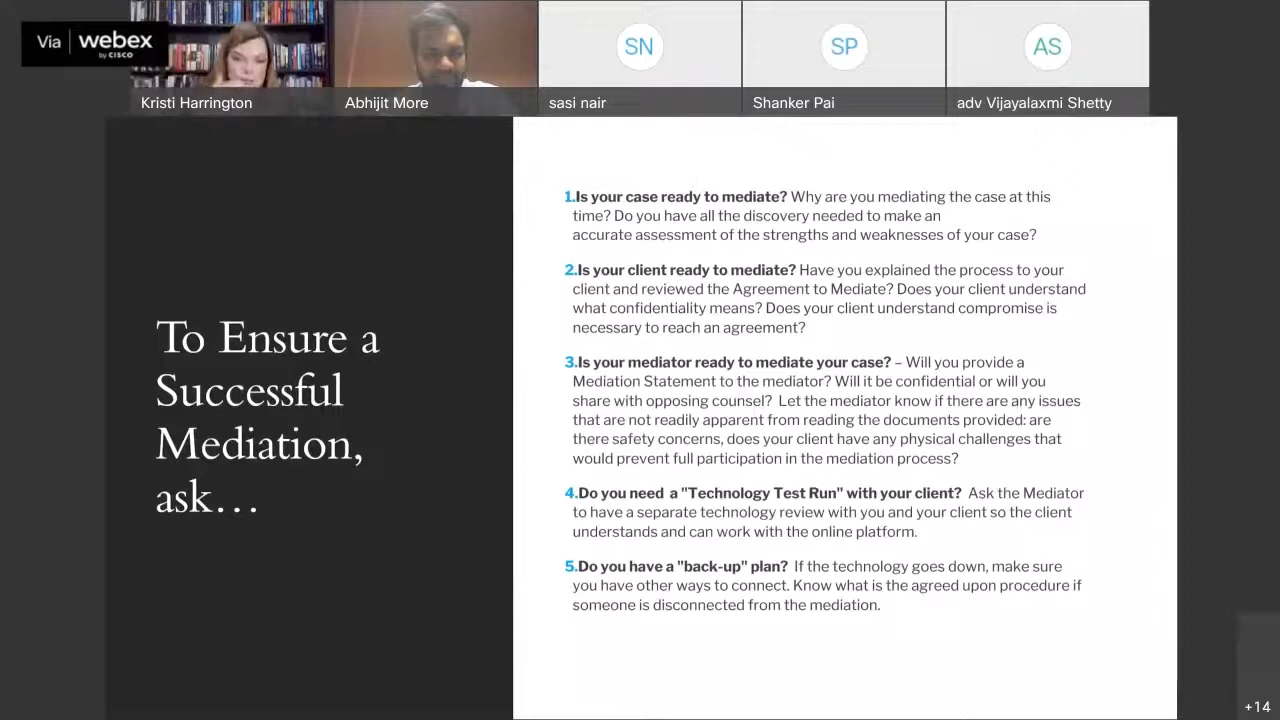 Via webex
by CISCO
SN
SP
AS
Kristi Harrington
Abhijit More
sasi nair
Shanker Pai
adv Vijayalaxmi Shetty
To Ensure a
Successful
Mediation,
ask…
1.Is your case ready to mediate? Why are you mediating the case at this
time? Do you have all the discovery needed to make an
accurate assessment of the strengths and weaknesses of your case?
2.Is your client ready to mediate? Have you explained the process to your
client and reviewed the Agreement to Mediate? Does your client understand
what confidentiality means? Does your client understand compromise is
necessary to reach an agreement?
3.Is your mediator ready to mediate your case? – Will you provide a
Mediation Statement to the mediator? Will it be confidential or will you
share with opposing counsel?  Let the mediator know if there are any issues
that are not readily apparent from reading the documents provided: are
there safety concerns, does your client have any physical challenges that
would prevent full participation in the mediation process?
4.Do you need  a "Technology Test Run" with your client?  Ask the Mediator
to have a separate technology review with you and your client so the client
understands and can work with the online platform.
5.Do you have a "back-up" plan?  If the technology goes down, make sure
you have other ways to connect. Know what is the agreed upon procedure if
someone is disconnected from the mediation.
+14